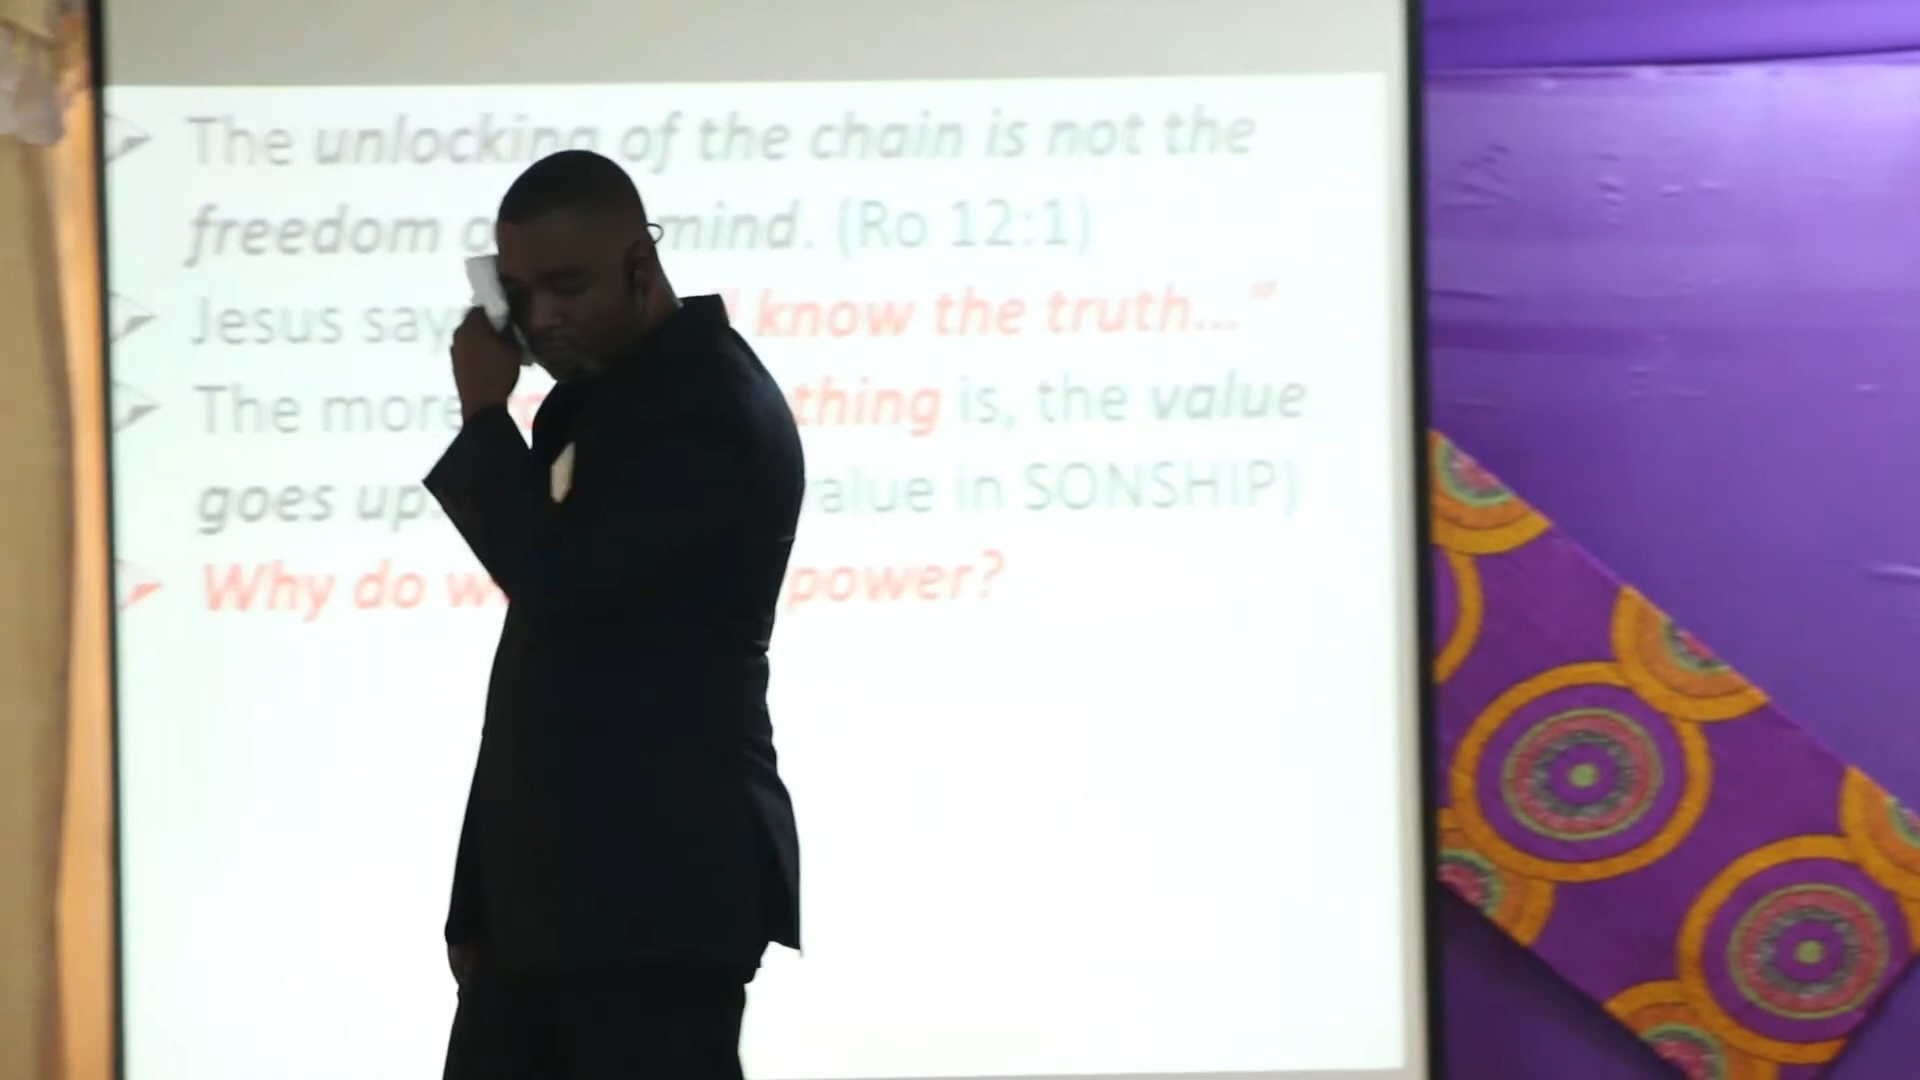 The unlocking of the chain is not the
freedom mind. (Ro 12:1)
Jesus say know the truth..."
The more thing is, the value
goes up value in SONSHIP)
Why do power?